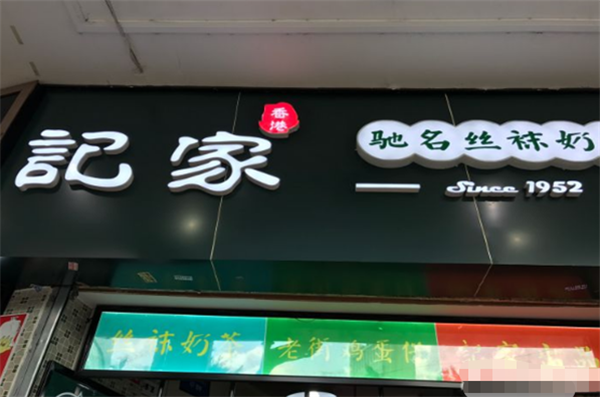 香港
記家
驰名丝袜奶
Since 1952
丝袜奶茶 老街鸡蛋仔